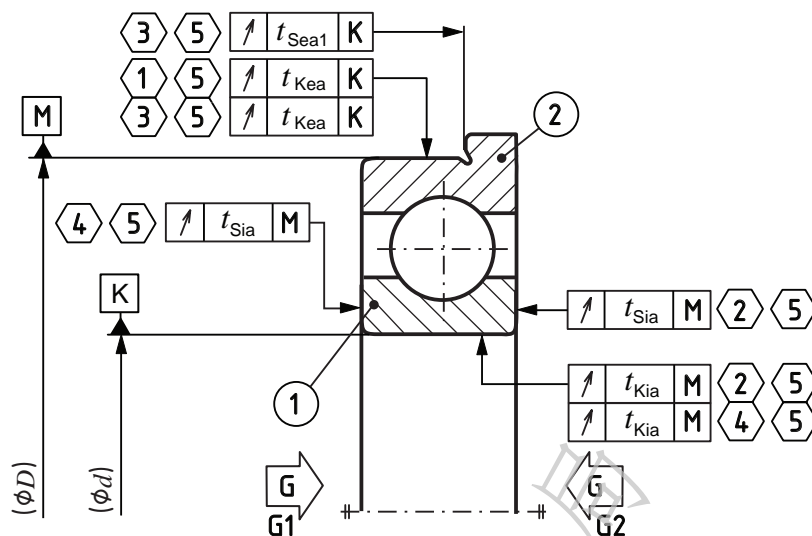 3 5 ↗ tSea1 K
1 5 ↗ tKea K
3 5 ↗ tKea K
M
2
4 5 ↗ tSia M
K
↗ tSia M 2 5
1
↗ tKia M 2 5
↗ tKia M 4 5
(ΦD)
(Φd)
G
G1
G
G2